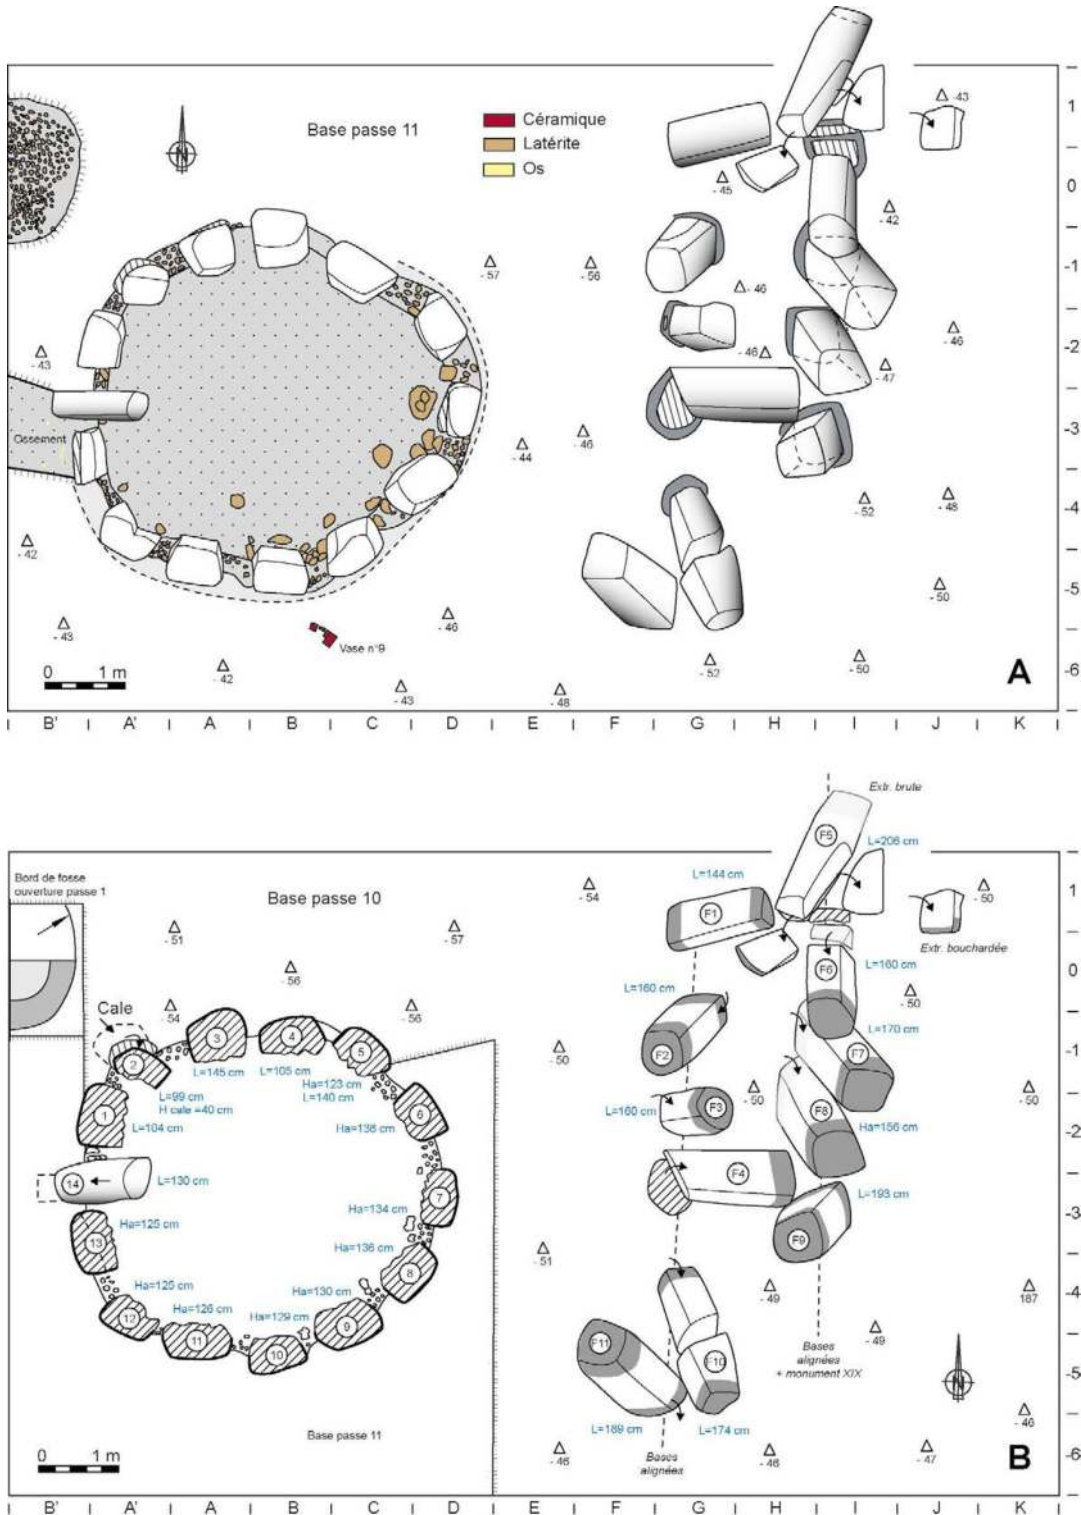 Base passe 11
Céramique
Latérite
Os
N
Ossement
Vase n°9
0 1 m
A
- 43
- 45
- 42
- 57
- 56
- 46
- 46
- 43
- 46
- 47
- 46
- 44
- 52
- 48
- 42
- 50
- 46
- 43
- 42
- 52
- 50
- 43
- 48
1
0
-1
-2
-3
-4
-5
-6
B' A' A B C D E F G H I J K
Extr. brute
F5
L=206 cm
Bord de fosse
ouverture passe 1
Base passe 10
L=144 cm
F1
- 54
- 50
- 51
- 57
Extr. bouchardée
- 56
L=160 cm
F6
L=160 cm
- 50
Cale
- 54
- 56
3
4
5
2
L=145 cm
L=105 cm
Ha=123 cm
L=140 cm
L=99 cm
H cale =40 cm
1
L=104 cm
Ha=138 cm
6
- 50
F2
L=170 cm
F7
L=160 cm
F3
- 50
F8
Ha=156 cm
- 50
14
L=130 cm
F4
L=193 cm
7
Ha=134 cm
Ha=125 cm
13
Ha=136 cm
F9
8
- 51
Ha=125 cm
Ha=126 cm
Ha=130 cm
Ha=129 cm
12
11
10
9
- 49
187
- 49
F11
F10
Bases
alignées
+ monument XIX
N
L=189 cm
L=174 cm
- 46
Base passe 11
Bases
alignées
- 46
- 46
- 47
0 1 m
B
1
0
-1
-2
-3
-4
-5
-6
B' A' A B C D E F G H I J K